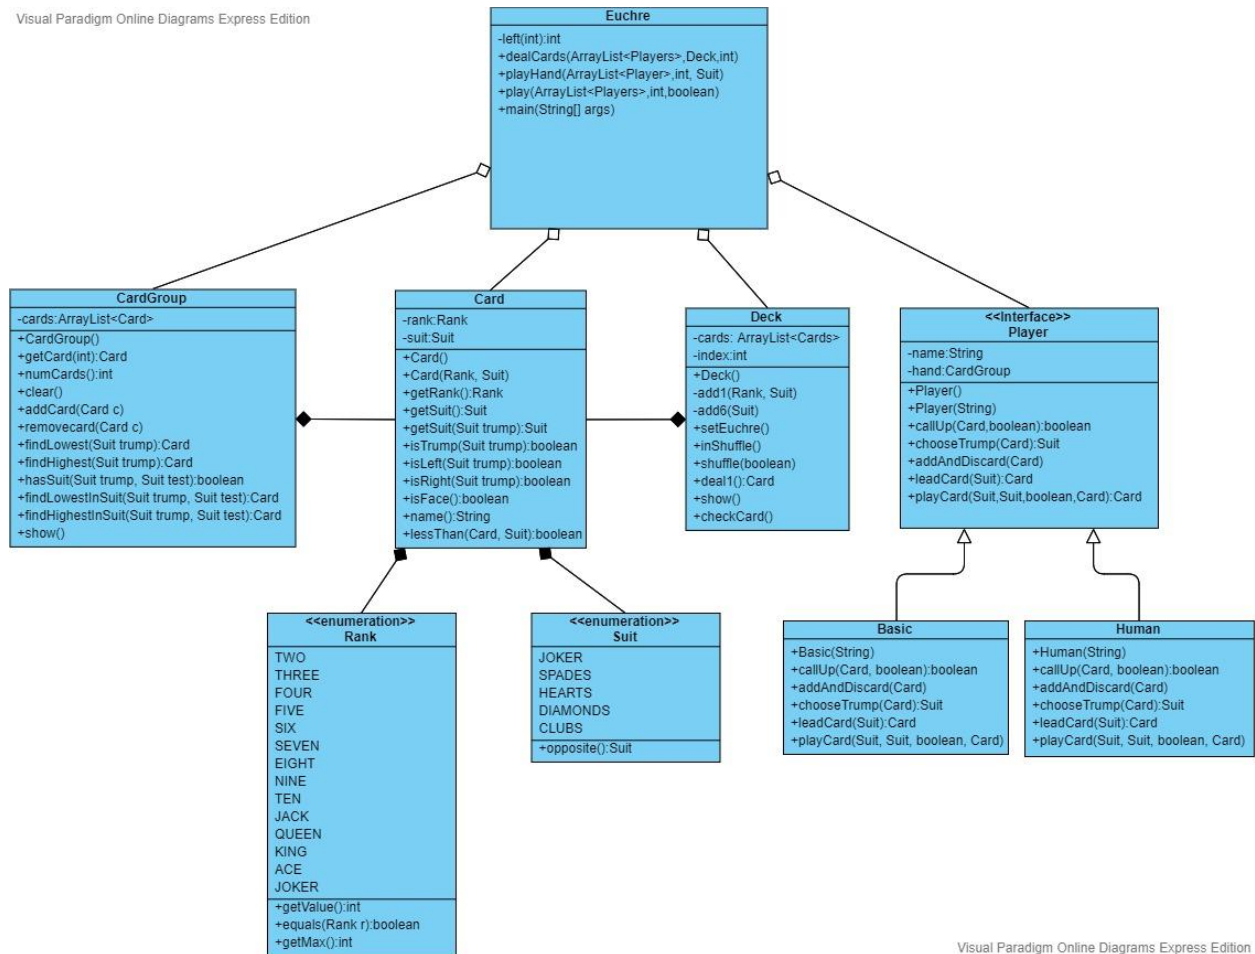 Visual Paradigm Online Diagrams Express Edition
Euchre
-left(int):int
+dealCards(ArrayList<Players>,Deck,int)
+playHand(ArrayList<Player>,int, Suit)
+play(ArrayList<Players>,int,boolean)
+main(String[] args)
CardGroup
-cards:ArrayList<Card>
+CardGroup()
+getCard(int):Card
+numCards():int
+clear()
+addCard(Card c)
+removecard(Card c)
+findLowest(Suit trump):Card
+findHighest(Suit trump):Card
+hasSuit(Suit trump, Suit test):boolean
+findLowestInSuit(Suit trump, Suit test):Card
+findHighestInSuit(Suit trump, Suit test):Card
+show()
Card
-rank:Rank
-suit:Suit
+Card()
+Card(Rank, Suit)
+getRank():Rank
+getSuit():Suit
+getSuit(Suit trump):Suit
+isTrump(Suit trump):boolean
+isLeft(Suit trump):boolean
+isRight(Suit trump):boolean
+isFace():boolean
+name():String
+lessThan(Card, Suit):boolean
Deck
-cards: ArrayList<Cards>
-index:int
+Deck()
-add1(Rank, Suit)
-add6(Suit)
+setEuchre()
+inShuffle()
+shuffle(boolean)
+deal1():Card
+show()
+checkCard()
<<Interface>>
Player
-name:String
-hand:CardGroup
+Player()
+Player(String)
+callUp(Card,boolean):boolean
+chooseTrump(Card):Suit
+addAndDiscard(Card)
+leadCard(Suit):Card
+playCard(Suit,Suit,boolean,Card):Card
<<enumeration>>
Rank
TWO
THREE
FOUR
FIVE
SIX
SEVEN
EIGHT
NINE
TEN
JACK
QUEEN
KING
ACE
JOKER
+getValue():int
+equals(Rank r):boolean
+getMax():int
<<enumeration>>
Suit
JOKER
SPADES
HEARTS
DIAMONDS
CLUBS
+opposite():Suit
Basic
+Basic(String)
+callUp(Card, boolean):boolean
+addAndDiscard(Card)
+chooseTrump(Card):Suit
+leadCard(Suit):Card
+playCard(Suit, Suit, boolean, Card)
Human
+Human(String)
+callUp(Card, boolean):boolean
+addAndDiscard(Card)
+chooseTrump(Card):Suit
+leadCard(Suit):Card
+playCard(Suit, Suit, boolean, Card)
Visual Paradigm Online Diagrams Express Edition